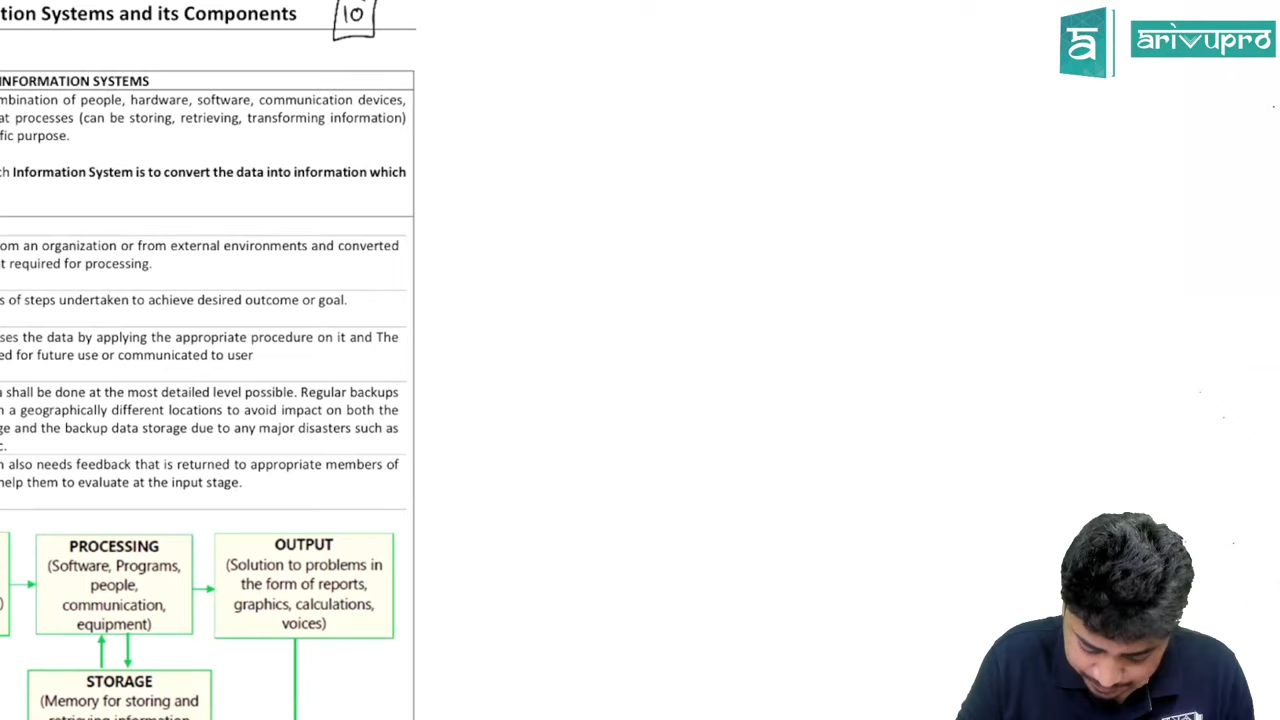 tion Systems and its Components
10
arivupro
INFORMATION SYSTEMS
mbination of people, hardware, software, communication devices,
at processes (can be storing, retrieving, transforming information)
fic purpose.
ch Information System is to convert the data into information which
om an organization or from external environments and converted
t required for processing.
s of steps undertaken to achieve desired outcome or goal.
ses the data by applying the appropriate procedure on it and The
ed for future use or communicated to user
a shall be done at the most detailed level possible. Regular backups
n a geographically different locations to avoid impact on both the
ge and the backup data storage due to any major disasters such as
c.
n also needs feedback that is returned to appropriate members of
help them to evaluate at the input stage.
)
PROCESSING
(Software, Programs,
people,
communication,
equipment)
OUTPUT
(Solution to problems in
the form of reports,
graphics, calculations,
voices)
STORAGE
(Memory for storing and
retrieving information